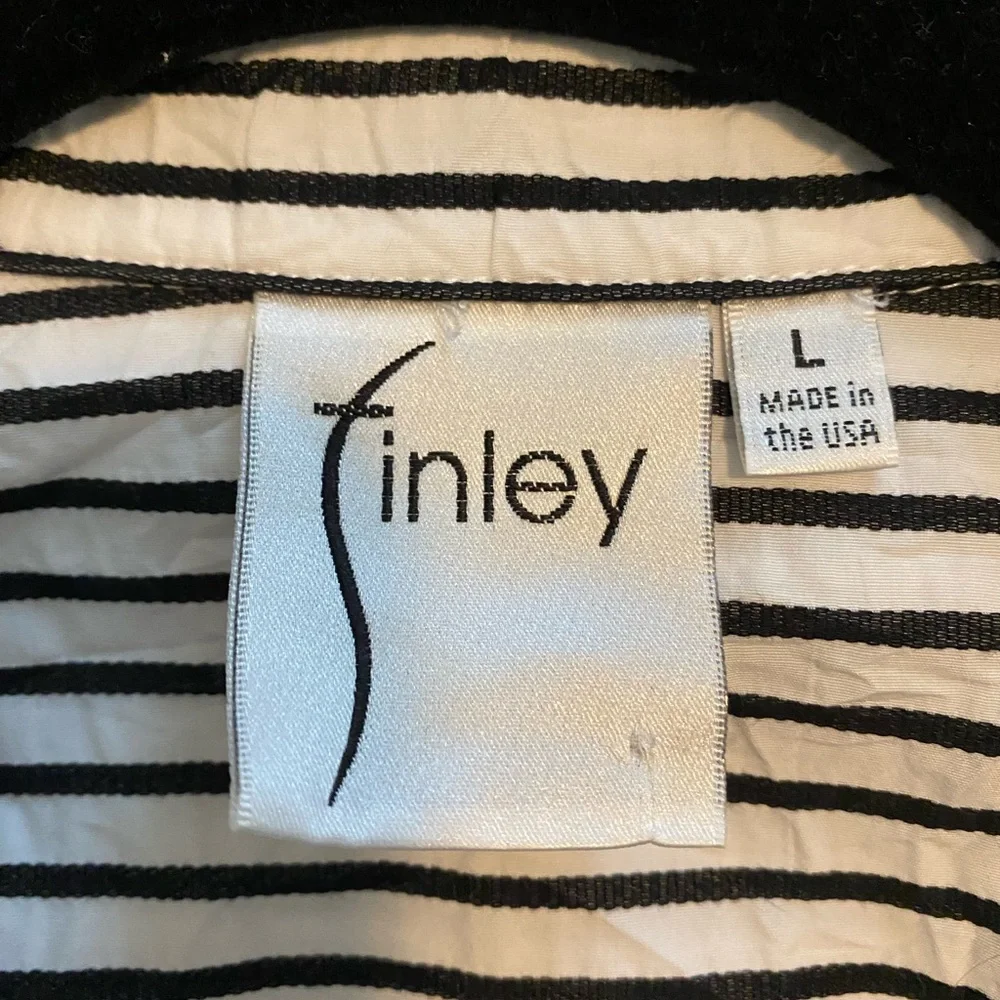 finley
L
MADE in
the USA